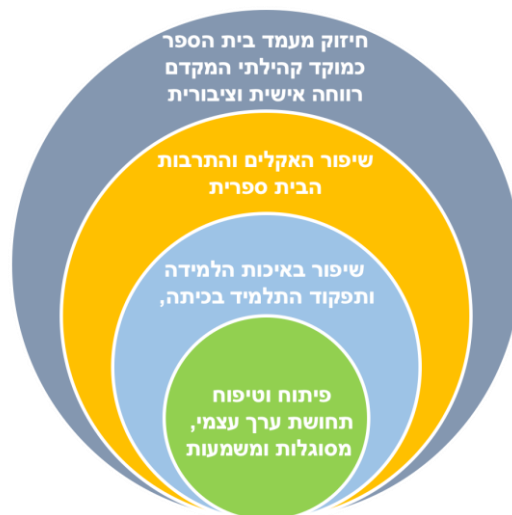 חיזוק מעמד בית הספר
כמוקד קהילתי המקדם
רווחה אישית וציבורית
שיפור האקלים והתרבות
הבית ספרית
שיפור באיכות הלמידה
ותפקוד התלמיד בכיתה,
פיתוח וטיפוח
תחושת ערך עצמי,
מסוגלות ומשמעות